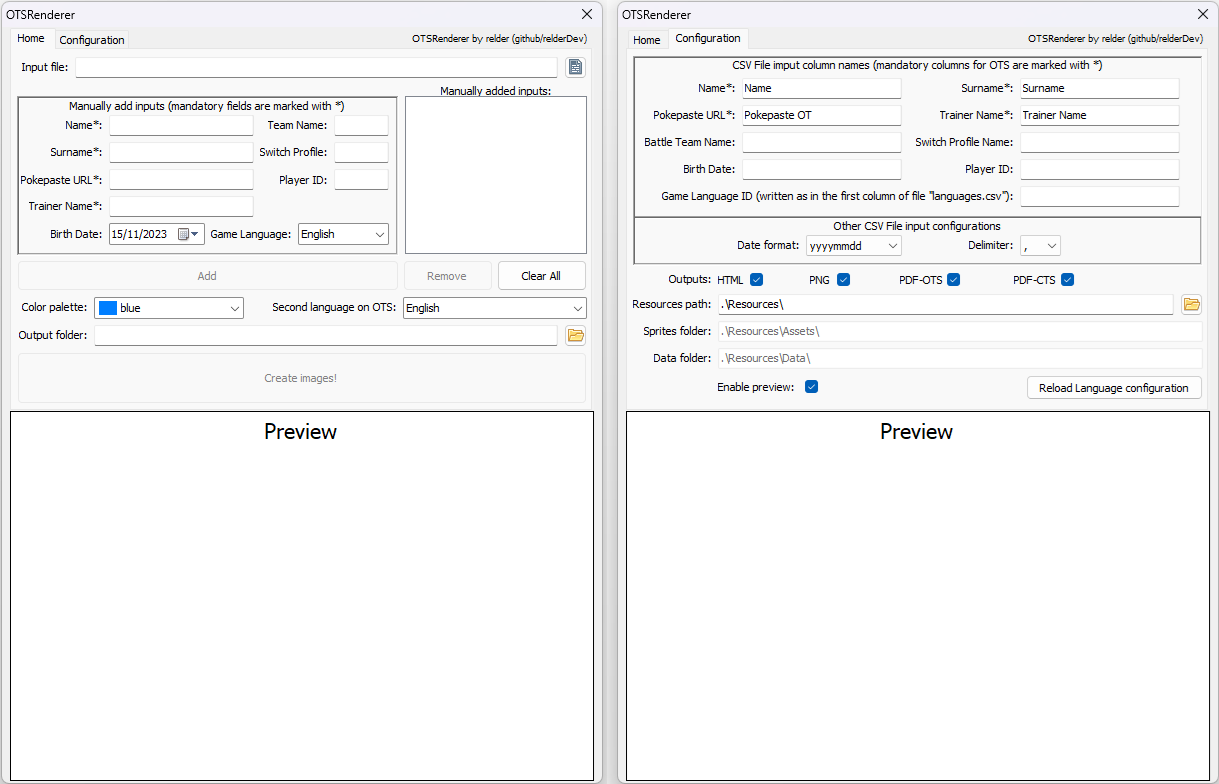 OTSRenderer
Home Configuration OTSRenderer by relder (github/relderDev)
Input file:
Manually add inputs (mandatory fields are marked with *)
Name*: Team Name:
Surname*: Switch Profile:
Pokepaste URL*: Player ID:
Trainer Name*:
Birth Date: 15/11/2023 Game Language: English
Manually added inputs:
Add Remove Clear All
Color palette: blue Second language on OTS: English
Output folder:
Create images!
Preview
OTSRenderer
Home Configuration OTSRenderer by relder (github/relderDev)
CSV File imput column names (mandatory columns for OTS are marked with *)
Name*: Name Surname*: Surname
Pokepaste URL*: Pokepaste OT Trainer Name*: Trainer Name
Battle Team Name: Switch Profile Name:
Birth Date: Player ID:
Game Language ID (written as in the first column of file "languages.csv"):
Other CSV File input configurations
Date format: yyyymmdd Delimiter: ,
Outputs: HTML PNG PDF-OTS PDF-CTS
Resources path: .\Resources\
Sprites folder: .\Resources\Assets\
Data folder: .\Resources\Data\
Enable preview: Reload Language configuration
Preview